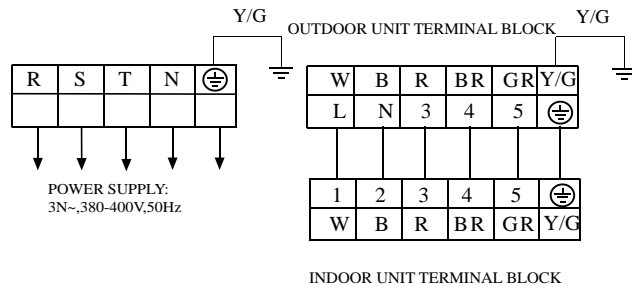 Y/G
OUTDOOR UNIT TERMINAL BLOCK
Y/G
R S T N
W B R BR GR Y/G
L N 3 4 5
POWER SUPPLY:
3N~,380-400V,50Hz
1 2 3 4 5
W B R BR GR Y/G
INDOOR UNIT TERMINAL BLOCK